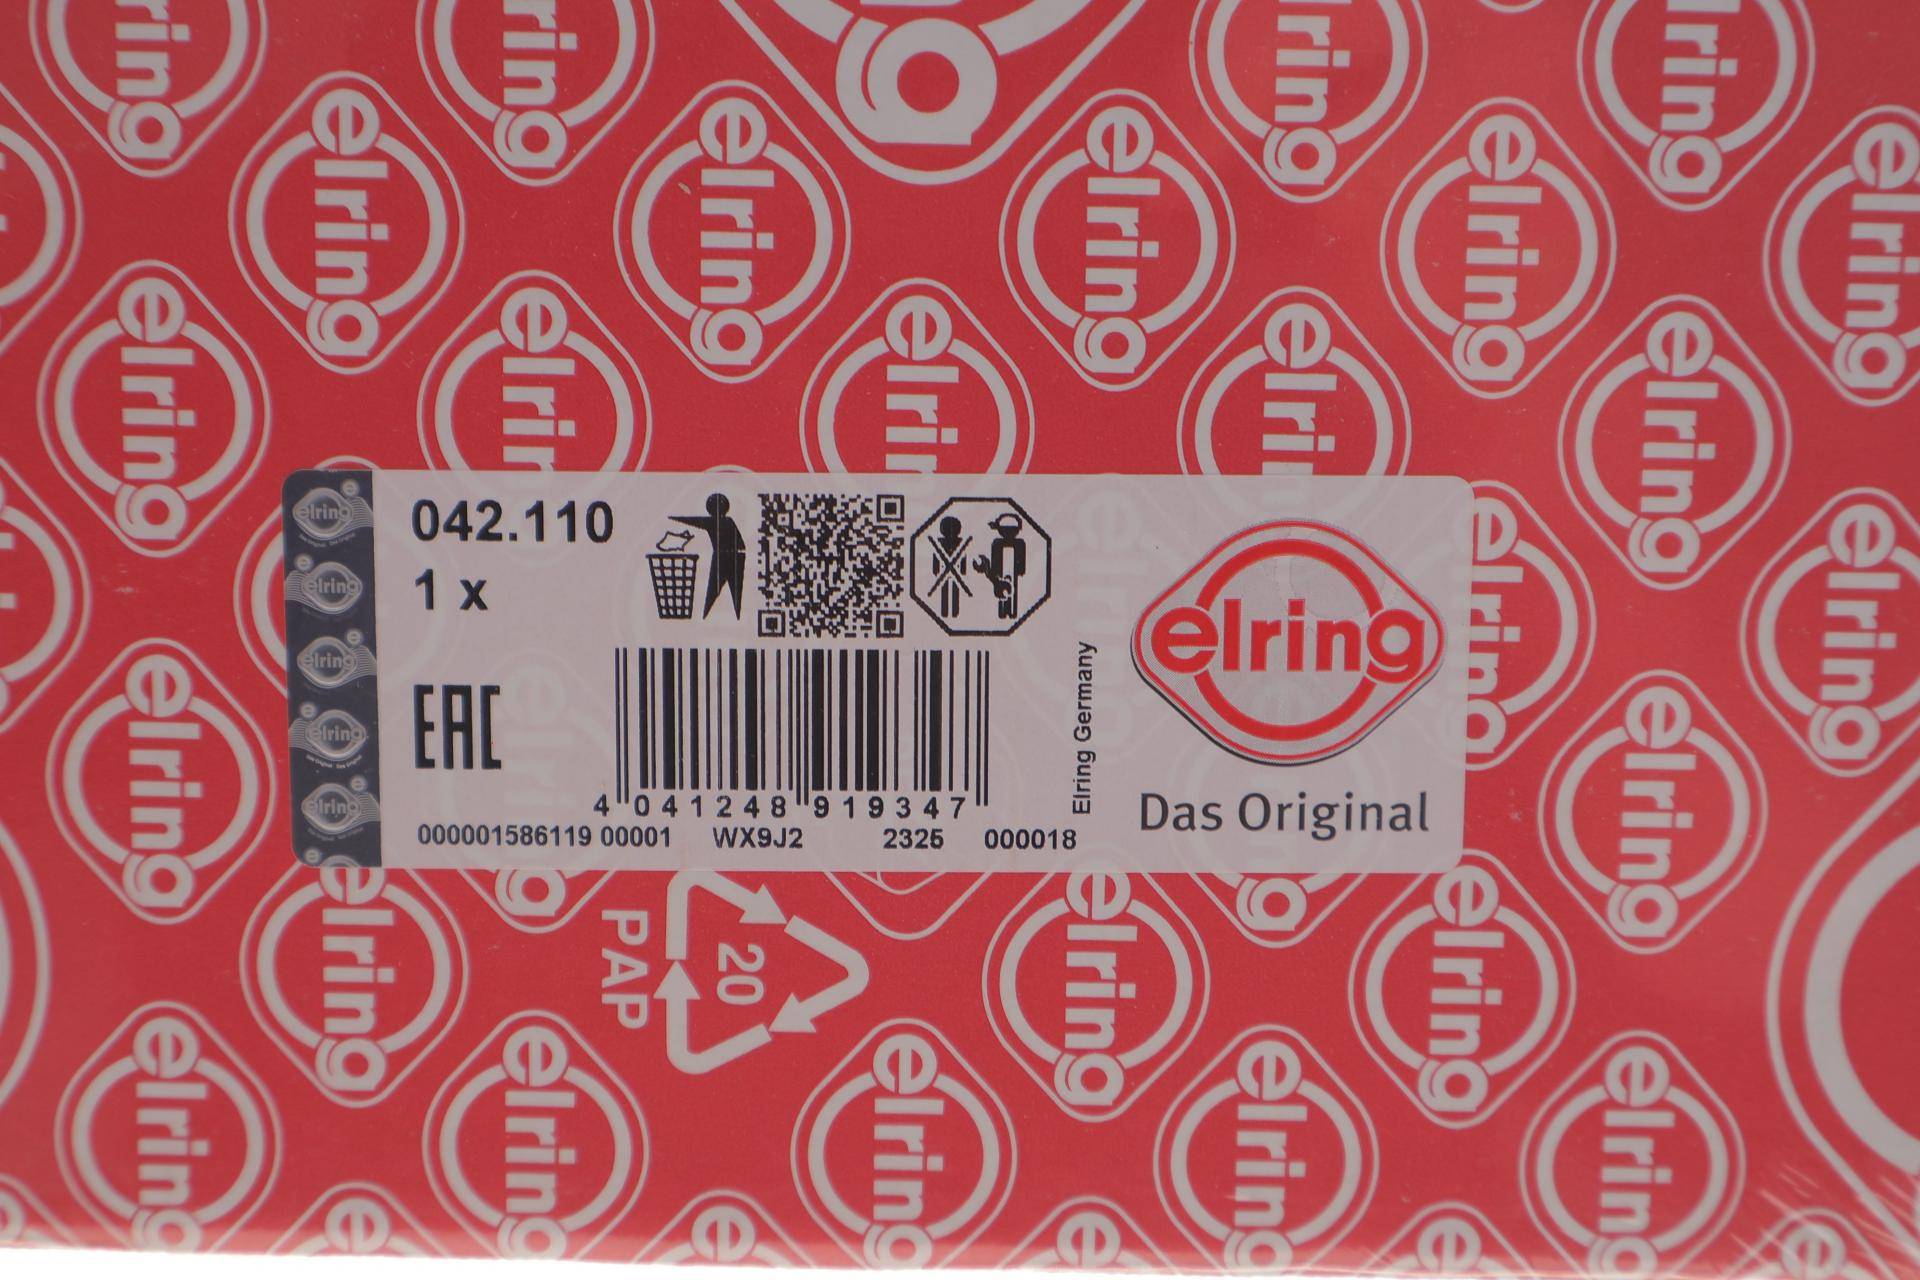 042.110
1 x
EAC
4 041248 919347
000001586119 00001 WX9J2 2325 000018
Elring Germany
elring
Das Original
20
PAP